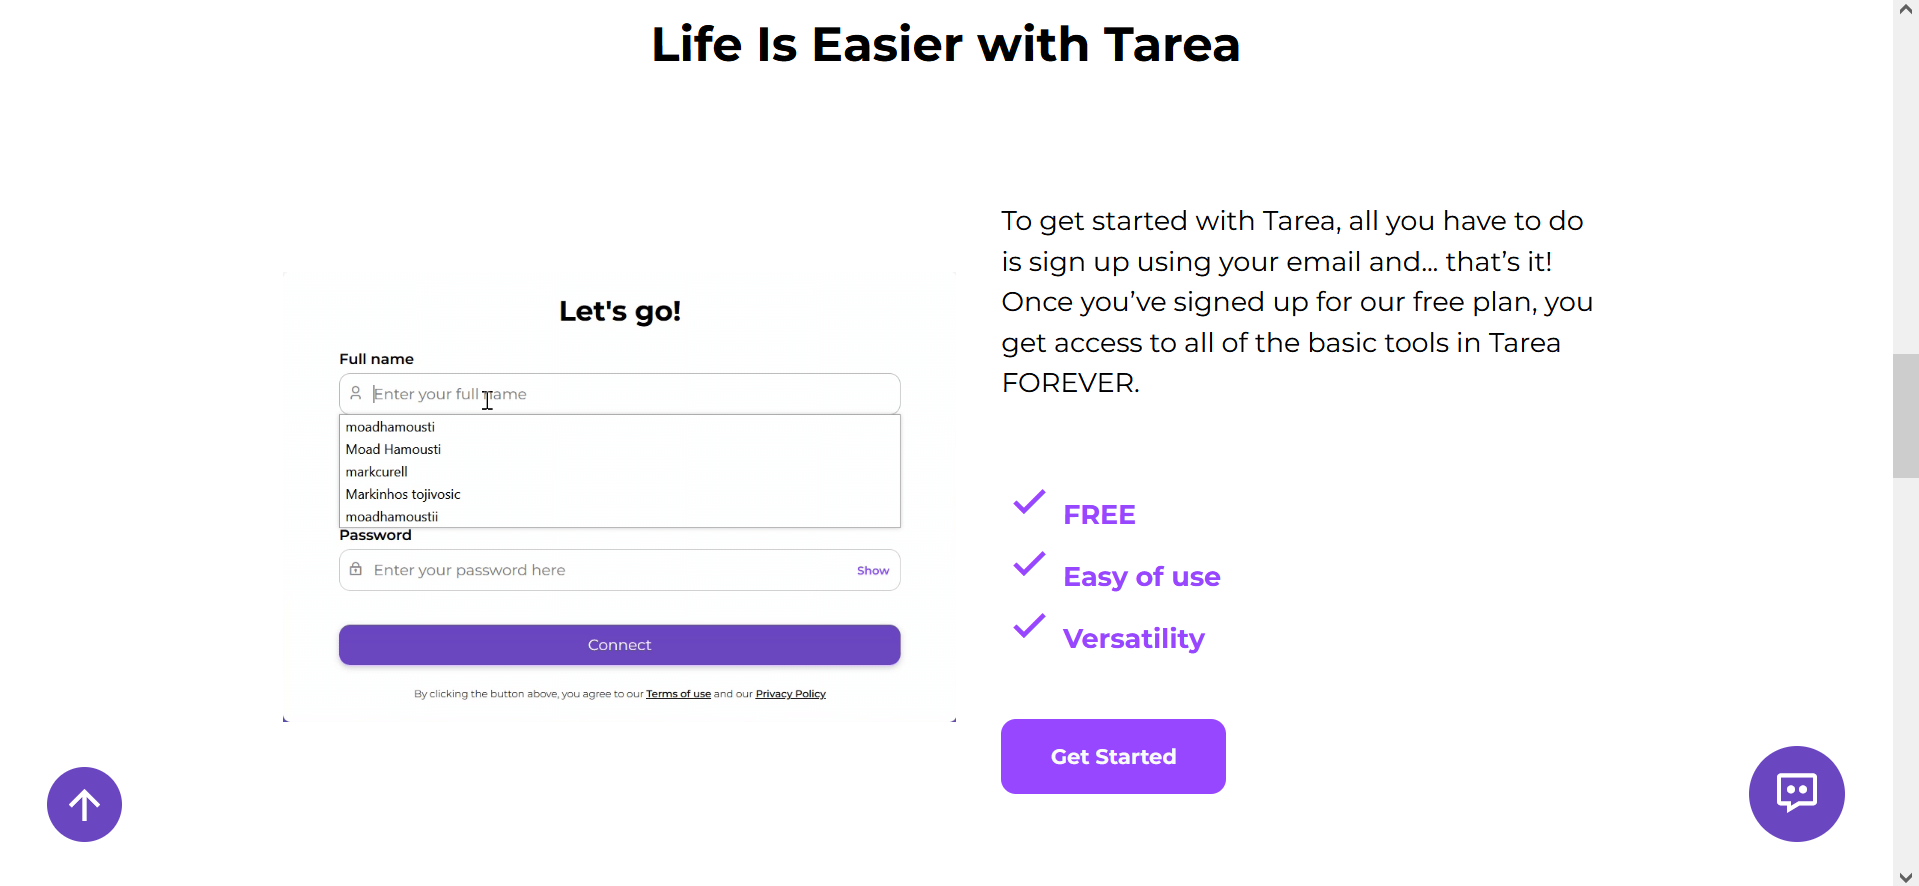 Life Is Easier with Tarea
Let's go!
Full name
Enter your full name
moadhamousti
Moad Hamousti
markcurell
Markinhos tojivosic
moadhamoustii
Password
Enter your password here
Show
Connect
By clicking the button above, you agree to our Terms of use and our Privacy Policy
To get started with Tarea, all you have to do
is sign up using your email and... that’s it!
Once you’ve signed up for our free plan, you
get access to all of the basic tools in Tarea
FOREVER.
FREE
Easy of use
Versatility
Get Started